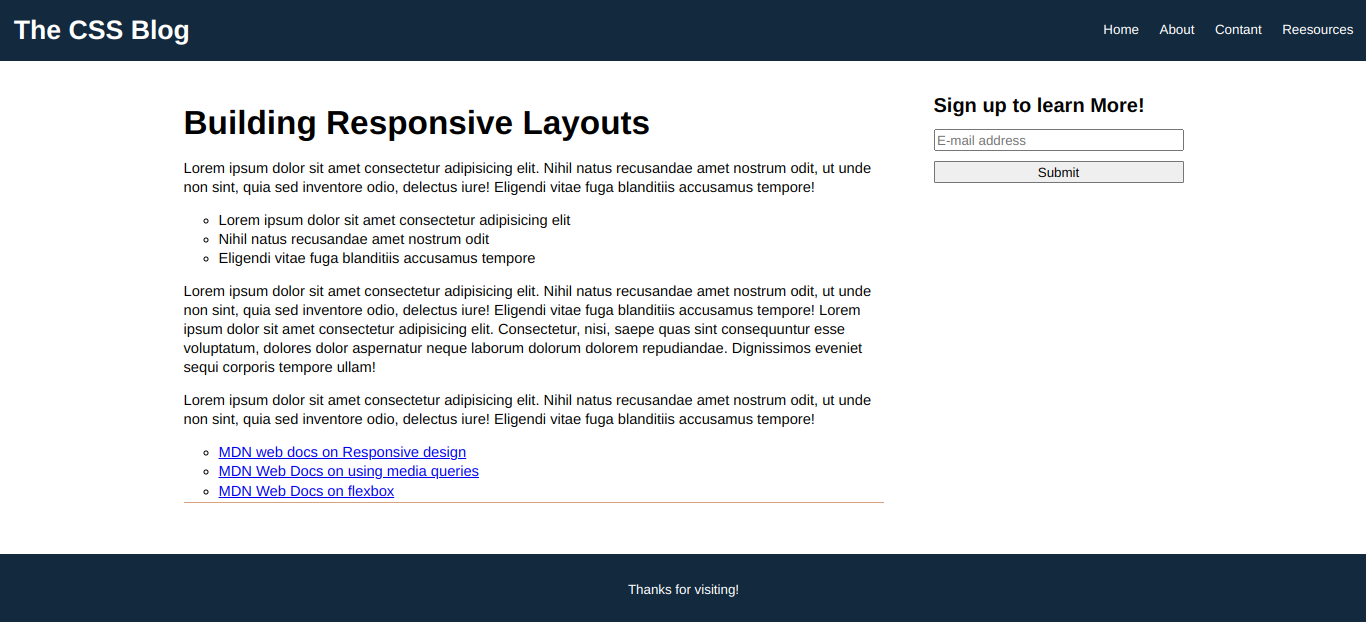 The CSS Blog
Home About Contant Reesources
Building Responsive Layouts
Lorem ipsum dolor sit amet consectetur adipisicing elit. Nihil natus recusandae amet nostrum odit, ut unde
non sint, quia sed inventore odio, delectus iure! Eligendi vitae fuga blanditiis accusamus tempore!
Lorem ipsum dolor sit amet consectetur adipisicing elit
Nihil natus recusandae amet nostrum odit
Eligendi vitae fuga blanditiis accusamus tempore
Lorem ipsum dolor sit amet consectetur adipisicing elit. Nihil natus recusandae amet nostrum odit, ut unde
non sint, quia sed inventore odio, delectus iure! Eligendi vitae fuga blanditiis accusamus tempore! Lorem
ipsum dolor sit amet consectetur adipisicing elit. Consectetur, nisi, saepe quas sint consequuntur esse
voluptatum, dolores dolor aspernatur neque laborum dolorum dolorem repudiandae. Dignissimos eveniet
sequi corporis tempore ullam!
Lorem ipsum dolor sit amet consectetur adipisicing elit. Nihil natus recusandae amet nostrum odit, ut unde
non sint, quia sed inventore odio, delectus iure! Eligendi vitae fuga blanditiis accusamus tempore!
MDN web docs on Responsive design
MDN Web Docs on using media queries
MDN Web Docs on flexbox
Sign up to learn More!
E-mail address
Submit
Thanks for visiting!